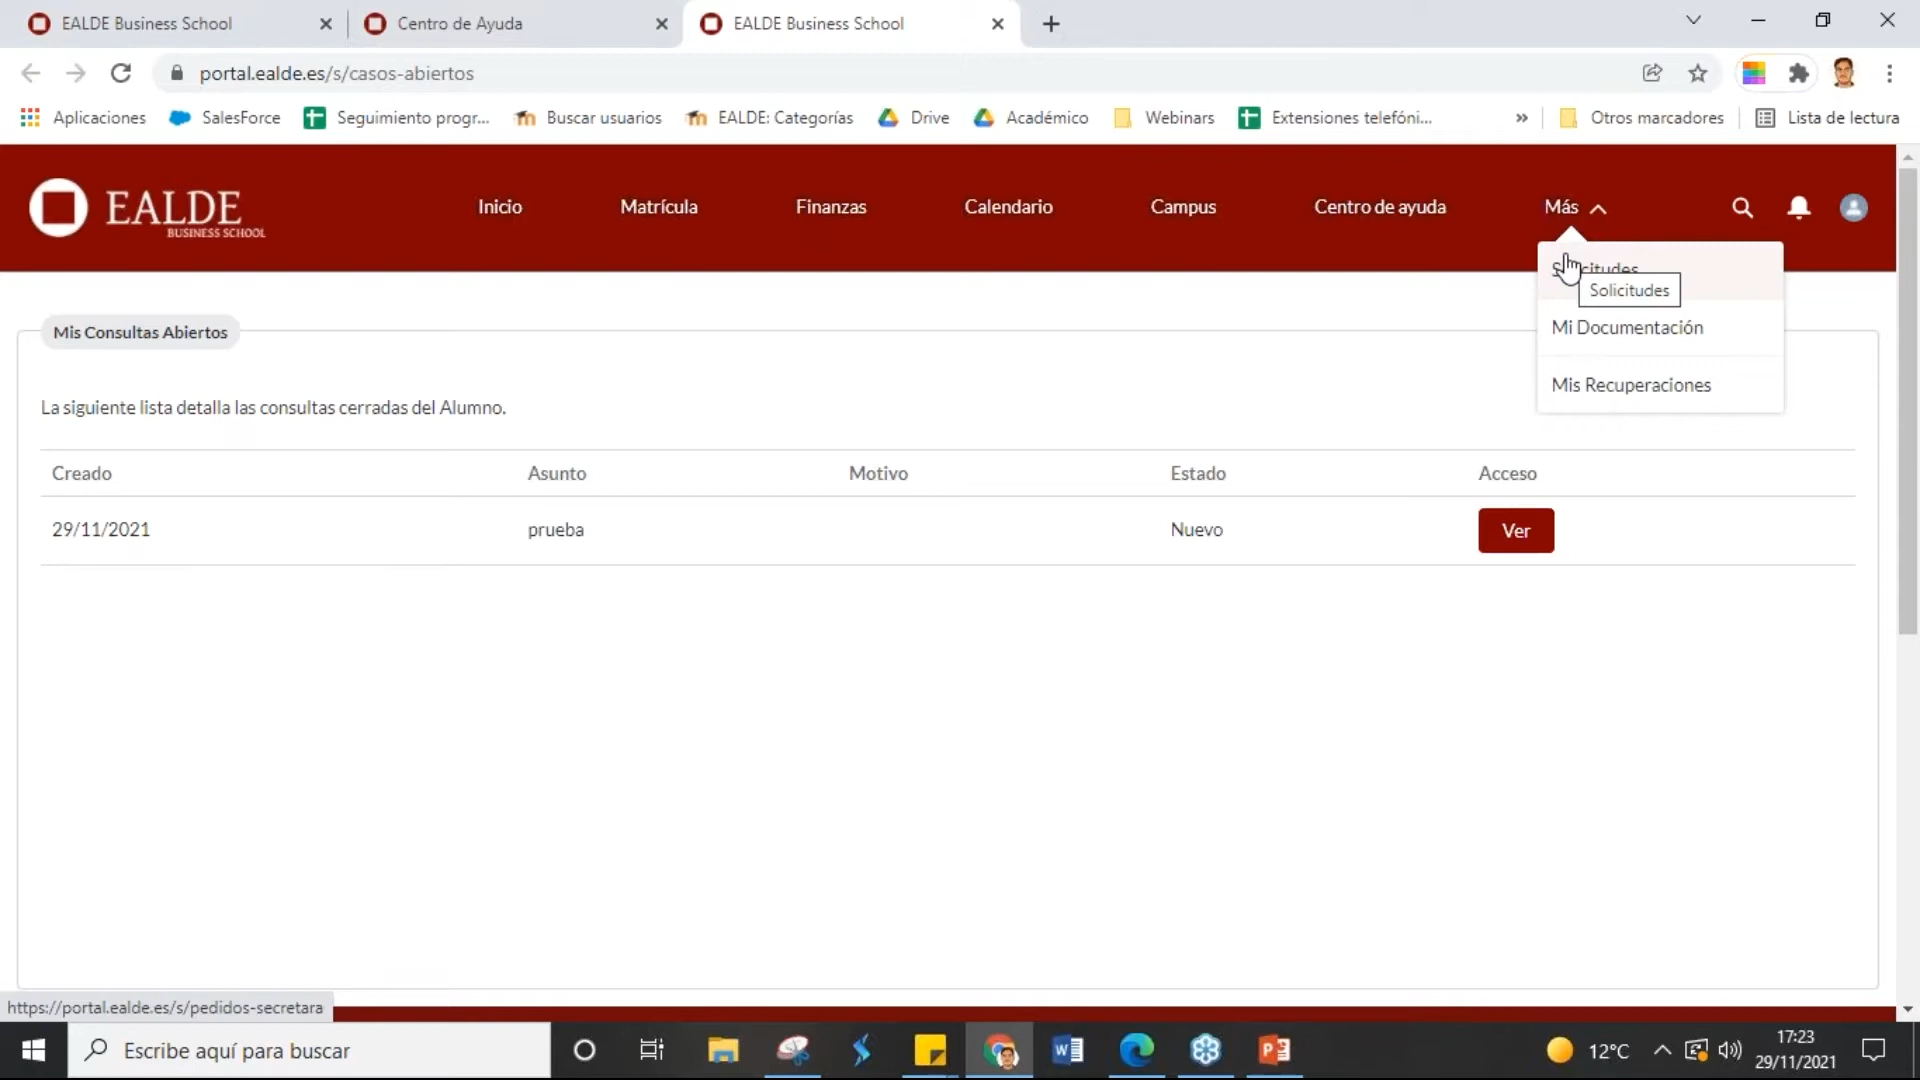 EALDE Business School
Centro de Ayuda
EALDE Business School
portal.ealde.es/s/casos-abiertos
Aplicaciones
SalesForce
Seguimiento progr...
Buscar usuarios
EALDE: Categorías
Drive
Académico
Webinars
Extensiones telefóni...
»
Otros marcadores
Lista de lectura
EALDE
BUSINESS SCHOOL
Inicio
Matrícula
Finanzas
Calendario
Campus
Centro de ayuda
Más
Solicitudes
Solicitudes
Mi Documentación
Mis Recuperaciones
Mis Consultas Abiertos
La siguiente lista detalla las consultas cerradas del Alumno.
Creado Asunto Motivo Estado Acceso
29/11/2021 prueba Nuevo Ver
https://portal.ealde.es/s/pedidos-secretara
Escribe aquí para buscar
12°C
17:23
29/11/2021